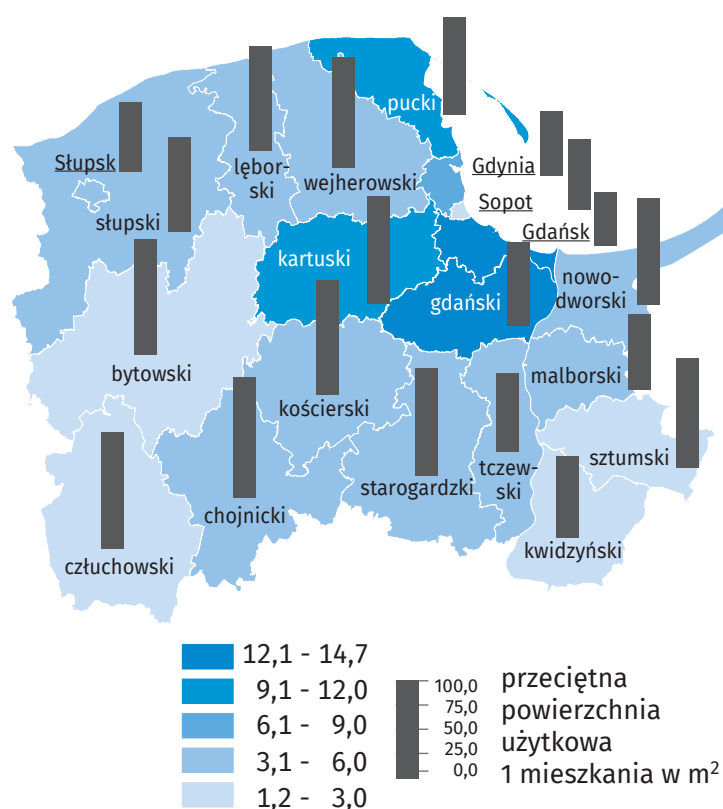 pucki
Słupsk
lębor-
ski
wejherowski
Gdynia
Sopot
Gdańsk
słupski
kartuski
gdański
nowo-
dworski
bytowski
kościerski
malborski
sztumski
tczew-
ski
starogardzki
chojnicki
kwidzyński
człuchowski
12,1 - 14,7
9,1 - 12,0
6,1 - 9,0
3,1 - 6,0
1,2 - 3,0
100,0
75,0
50,0
25,0
0,0
przeciętna
powierzchnia
użytkowa
1 mieszkania w m²